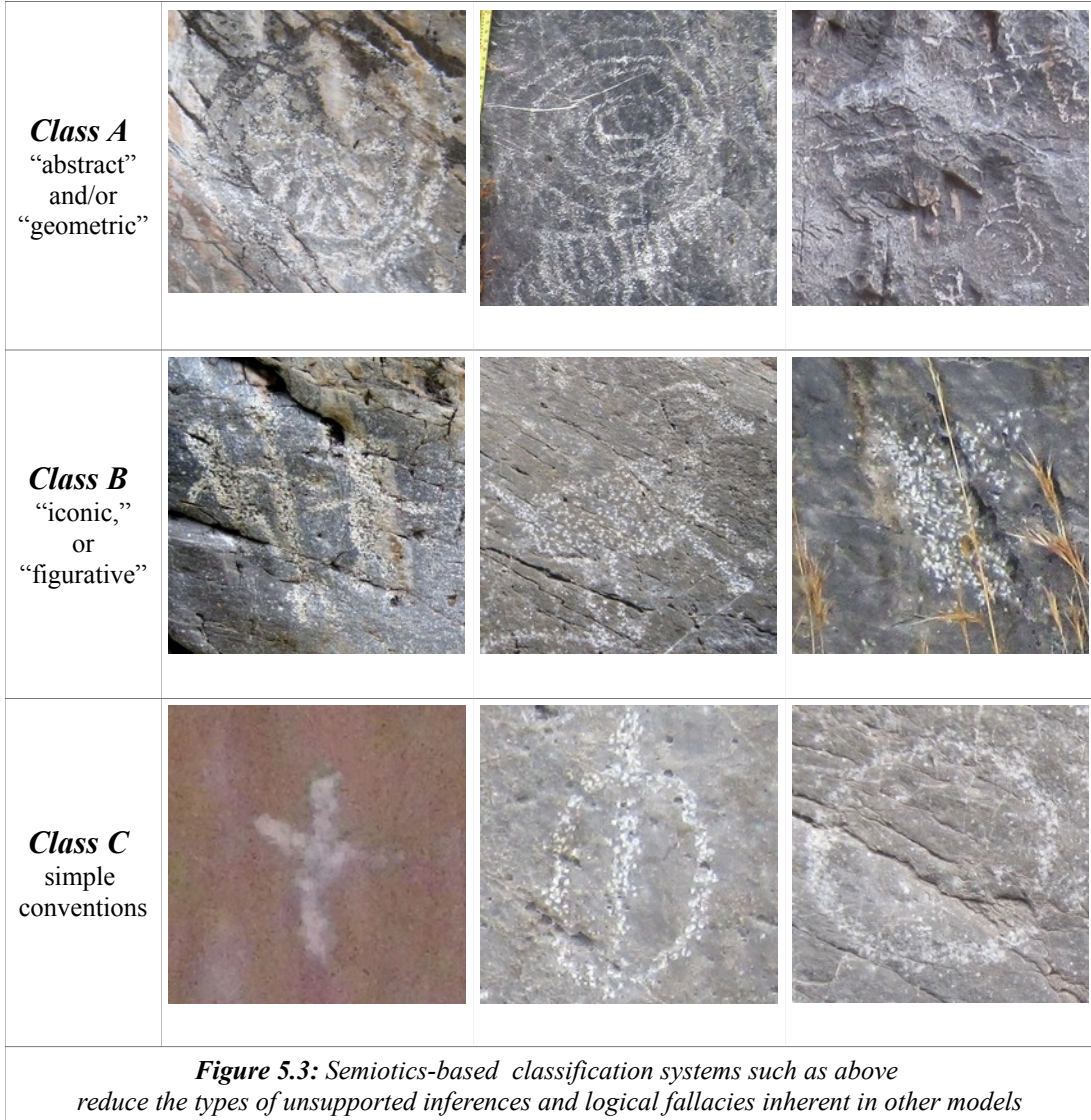 Class A
“abstract”
and/or
“geometric”
Class B
“iconic,”
or
“figurative”
Class C
simple
conventions
Figure 5.3: Semiotics-based classification systems such as above
reduce the types of unsupported inferences and logical fallacies inherent in other models